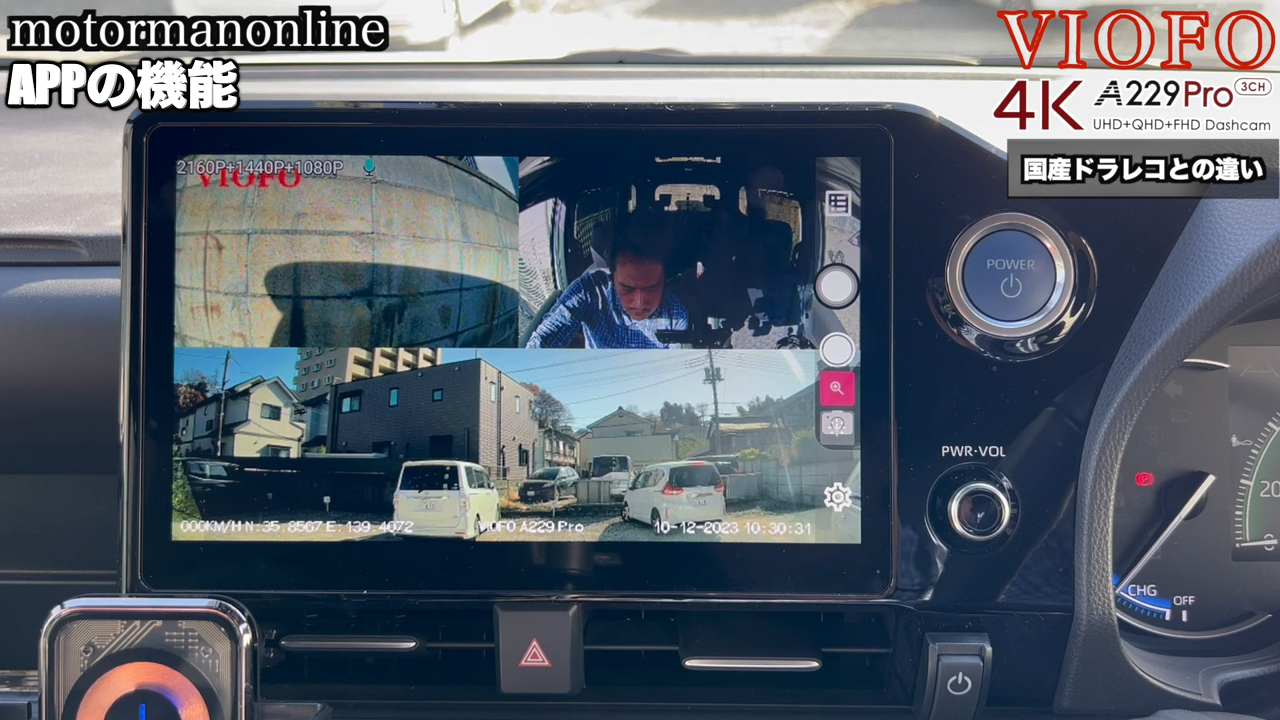 motormanonline
APPの機能
VIOFO
4K A229Pro 3CH
UHD+QHD+FHD Dashcam
国産ドラレコとの違い
2160P+1440P+1080P
VIOFO
000KM/H N:35.8567 E:139.4072 VIOFO A229 Pro 10-12-2023 10:30:31
POWER
PWR·VOL
20
CHG
OFF